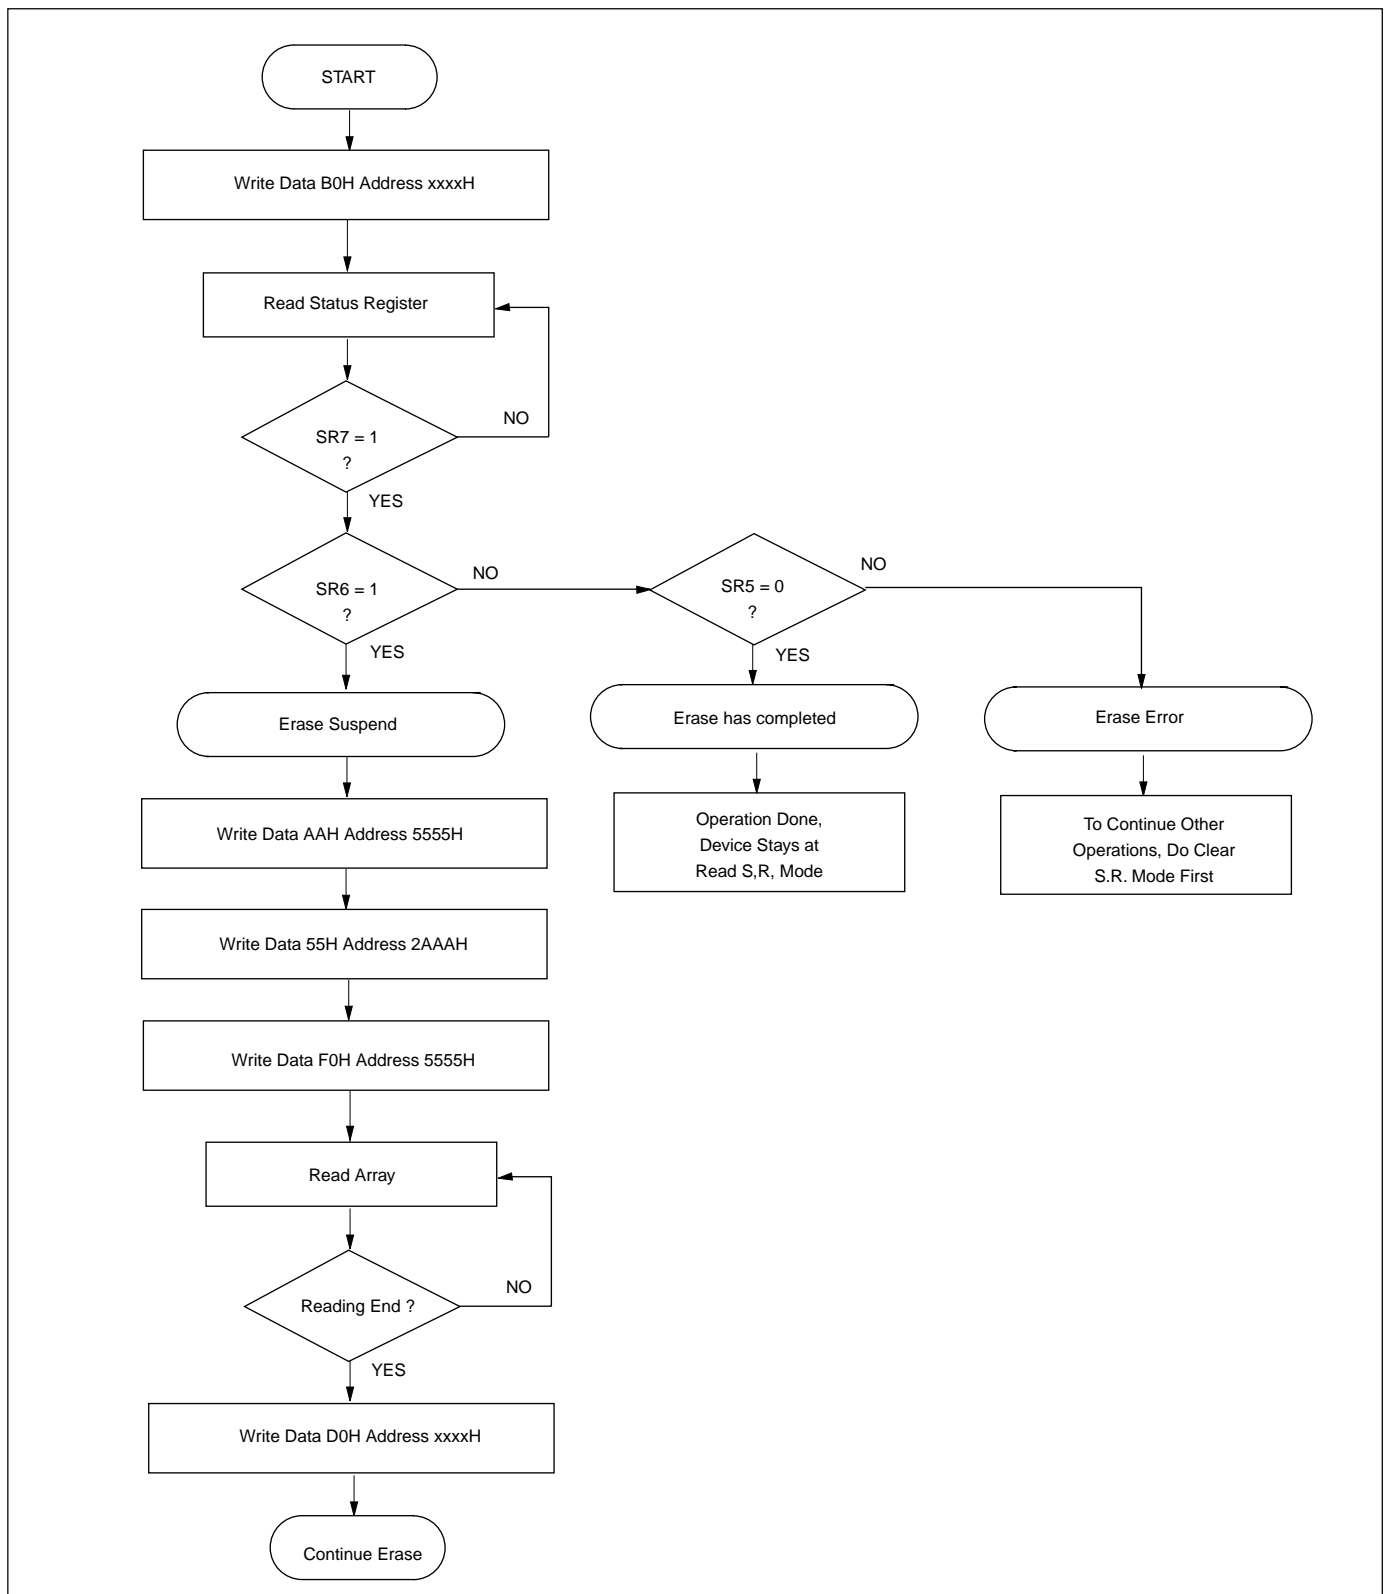 START
Write Data B0H Address xxxxH
Read Status Register
NO
SR7 = 1
?
YES
NO
NO
SR6 = 1
?
SR5 = 0
?
YES
YES
Erase Suspend
Erase has completed
Erase Error
Write Data AAH Address 5555H
Operation Done,
Device Stays at
Read S,R, Mode
To Continue Other
Operations, Do Clear
S.R. Mode First
Write Data 55H Address 2AAAH
Write Data F0H Address 5555H
Read Array
NO
Reading End ?
YES
Write Data D0H Address xxxxH
Continue Erase